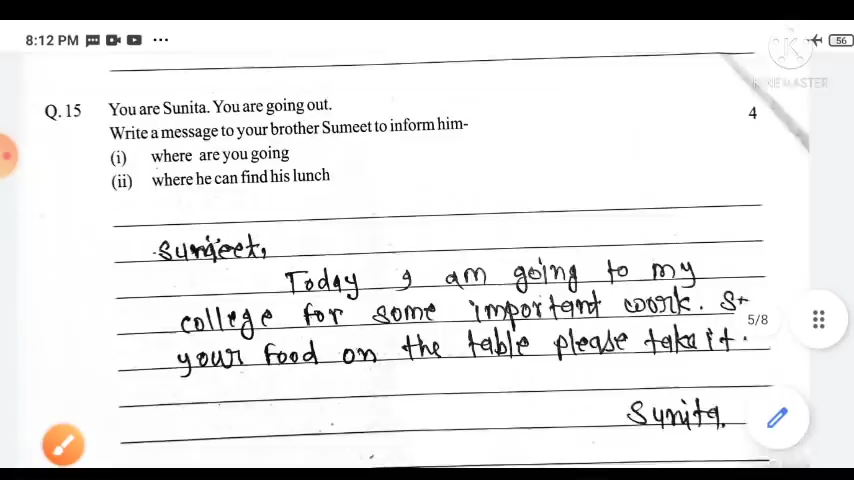 8:12 PM
56
KINEMASTER
Q. 15 You are Sunita. You are going out. 4
Write a message to your brother Sumeet to inform him-
(i) where are you going
(ii) where he can find his lunch
Sumeet,
Today I am going to my
college for some important work. 5/8
your food on the table please take it.
Sunita.